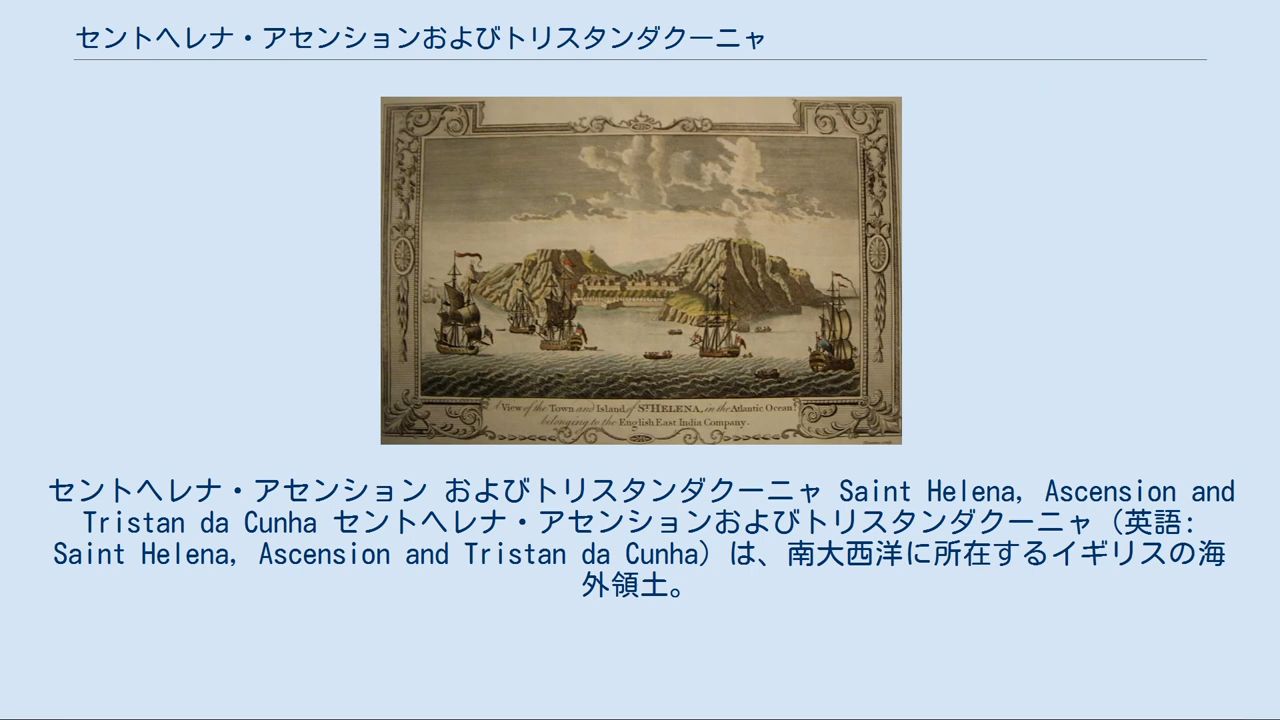 セントヘレナ・アセンションおよびトリスタンダクーニャ
A View of the Town and Island of ST. HELENA, in the Atlantic Ocean;
belonging to the English East India Company.
セントヘレナ・アセンション およびトリスタンダクーニャ Saint Helena, Ascension and
Tristan da Cunha セントヘレナ・アセンションおよびトリスタンダクーニャ（英語:
Saint Helena, Ascension and Tristan da Cunha）は、南大西洋に所在するイギリスの海
外領土。